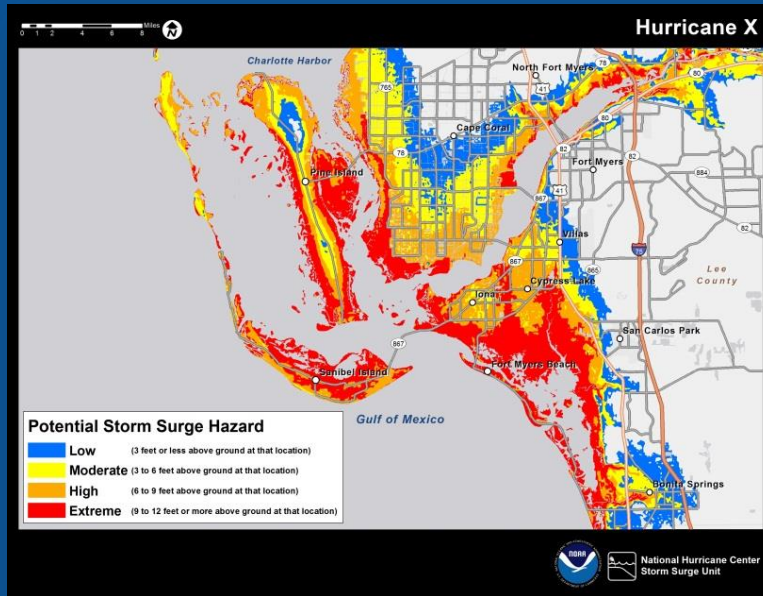 Miles
0 1 2 4 6 8
N
Hurricane X
Charlotte Harbor
North Fort Myers
78
80
765
41
Cape Coral
82
80
78
Fort Myers
82
Pine Island
867
41
884
Villas
82
75
867
865
Lee
County
Cypress Lake
Iona
San Carlos Park
867
Fort Myers Beach
Sanibel Island
Gulf of Mexico
Bonita Springs
Potential Storm Surge Hazard
Low (3 feet or less above ground at that location)
Moderate (3 to 6 feet above ground at that location)
High (6 to 9 feet above ground at that location)
Extreme (9 to 12 feet or more above ground at that location)
NOAA
National Hurricane Center
Storm Surge Unit